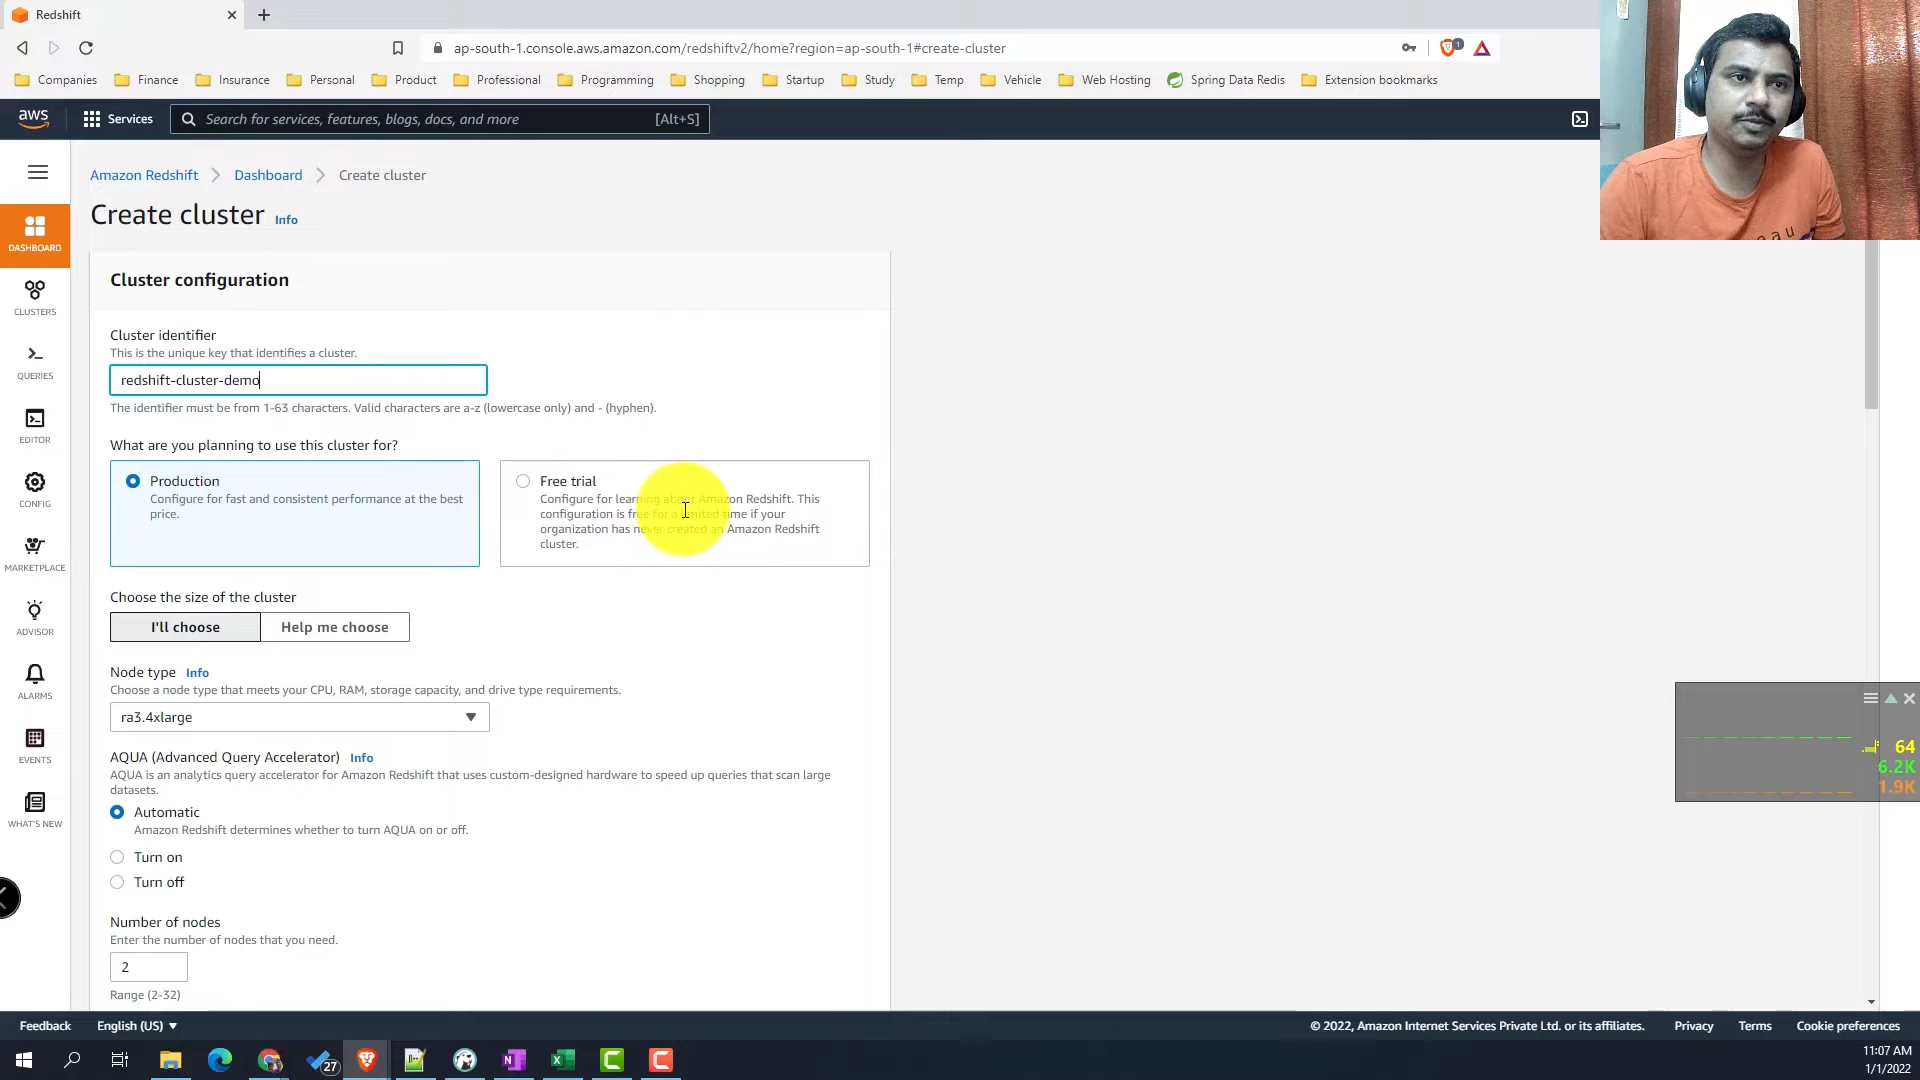 Redshift
ap-south-1.console.aws.amazon.com/redshiftv2/home?region=ap-south-1#create-cluster
1
Companies Finance Insurance Personal Product Professional Programming Shopping Startup Study Temp Vehicle Web Hosting Spring Data Redis Extension bookmarks
aws Services Search for services, features, blogs, docs, and more [Alt+S]
Amazon Redshift Dashboard Create cluster
Create cluster Info
DASHBOARD
CLUSTERS
QUERIES
EDITOR
CONFIG
MARKETPLACE
ADVISOR
ALARMS
EVENTS
WHAT'S NEW
Cluster configuration
Cluster identifier
This is the unique key that identifies a cluster.
redshift-cluster-demo
The identifier must be from 1-63 characters. Valid characters are a-z (lowercase only) and - (hyphen).
What are you planning to use this cluster for?
Production
Configure for fast and consistent performance at the best
price.
Free trial
Configure for learning about Amazon Redshift. This
configuration is free for a limited time if your
organization has never created an Amazon Redshift
cluster.
Choose the size of the cluster
I'll choose Help me choose
Node type Info
Choose a node type that meets your CPU, RAM, storage capacity, and drive type requirements.
ra3.4xlarge
AQUA (Advanced Query Accelerator) Info
AQUA is an analytics query accelerator for Amazon Redshift that uses custom-designed hardware to speed up queries that scan large
datasets.
Automatic
Amazon Redshift determines whether to turn AQUA on or off.
Turn on
Turn off
Number of nodes
Enter the number of nodes that you need.
2
Range (2-32)
64
6.2K
1.9K
Feedback English (US) © 2022, Amazon Internet Services Private Ltd. or its affiliates. Privacy Terms Cookie preferences
27
11:07 AM
1/1/2022